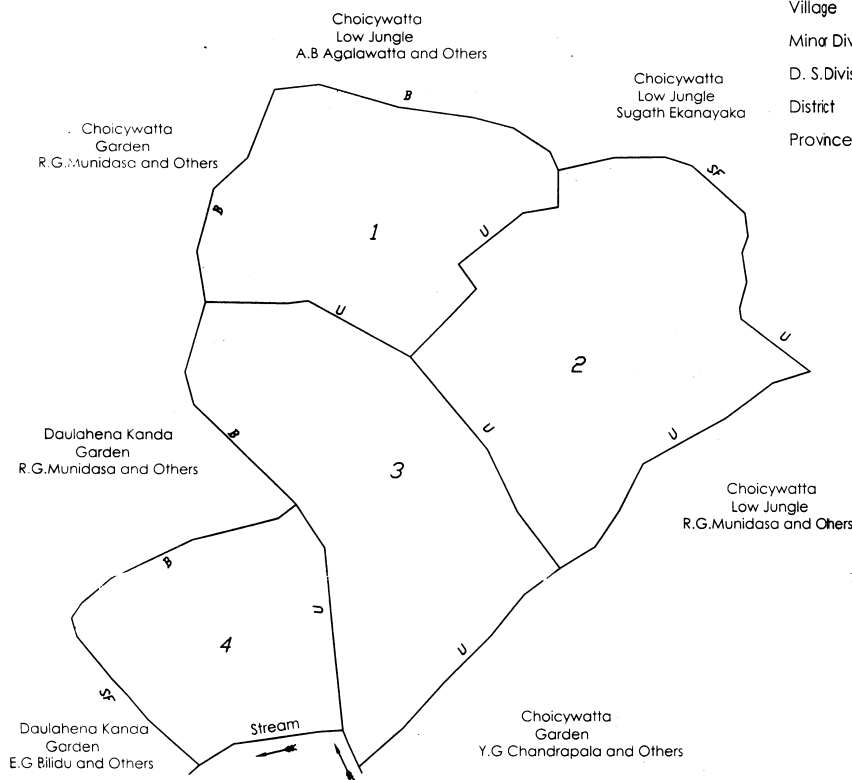 Choicywatta
Low Jungle
A.B Agalawatta and Others
Village
Minor Div
D. S.Divis
District
Province
Choicywatta
Low Jungle
Sugath Ekanayaka
Choicywatta
Garden
R.G.Munidasa and Others
B
SF
B
1
U
U
2
U
Daulahena Kanda
Garden
R.G.Munidasa and Others
B
U
U
3
Choicywatta
Low Jungle
R.G.Munidasa and Others
B
U
4
U
SF
Stream
Daulahena Kanda
Garden
E.G Bilidu and Others
Choicywatta
Garden
Y.G Chandrapala and Others